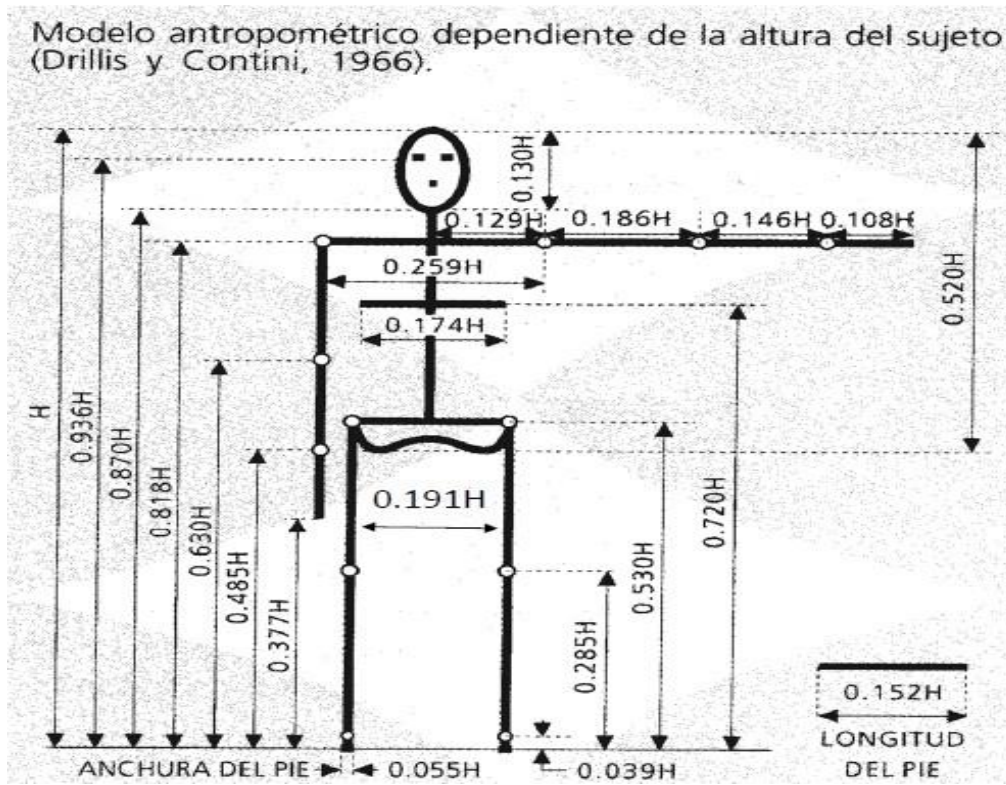 Modelo antropométrico dependiente de la altura del sujeto
(Drillis y Contini, 1966).
H
0.936H
0.870H
0.818H
0.630H
0.485H
0.377H
0.130H
0.129H
0.186H
0.146H
0.108H
0.259H
0.174H
0.520H
0.191H
0.720H
0.530H
0.285H
0.152H
LONGITUD
DEL PIE
ANCHURA DEL PIE
0.055H
0.039H